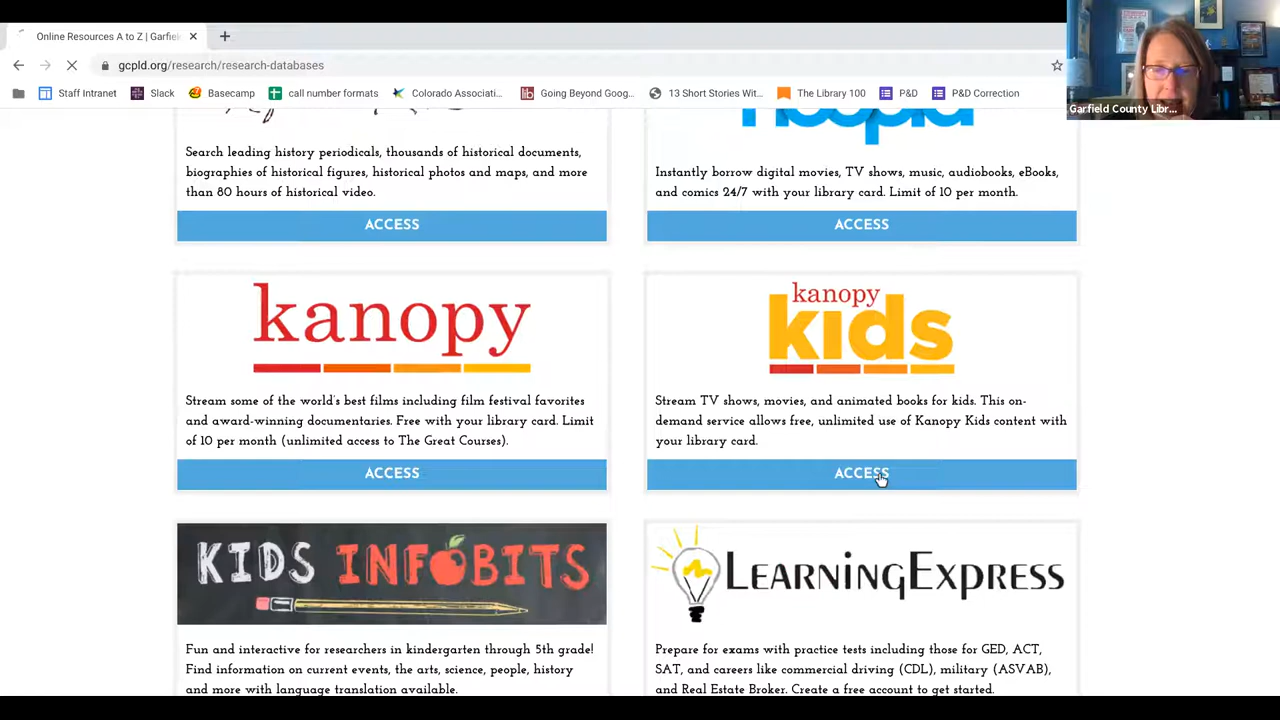 Online Resources A to Z | Garfiel
gcpld.org/research/research-databases
Staff Intranet
Slack
Basecamp
call number formats
Colorado Associati...
Going Beyond Goog...
13 Short Stories Wit...
The Library 100
P&D
P&D Correction
Garfield County Libr...
hoopla
Search leading history periodicals, thousands of historical documents,
biographies of historical figures, historical photos and maps, and more
than 80 hours of historical video.
ACCESS
Instantly borrow digital movies, TV shows, music, audiobooks, eBooks,
and comics 24/7 with your library card. Limit of 10 per month.
ACCESS
kanopy
Stream some of the world's best films including film festival favorites
and award-winning documentaries. Free with your library card. Limit
of 10 per month (unlimited access to The Great Courses).
ACCESS
kanopy
kids
Stream TV shows, movies, and animated books for kids. This on-
demand service allows free, unlimited use of Kanopy Kids content with
your library card.
ACCESS
KIDS INFOBITS
Fun and interactive for researchers in kindergarten through 5th grade!
Find information on current events, the arts, science, people, history
and more with language translation available.
LEARNINGEXPRESS
Prepare for exams with practice tests including those for GED, ACT,
SAT, and careers like commercial driving (CDL), military (ASVAB),
and Real Estate Broker. Create a free account to get started.